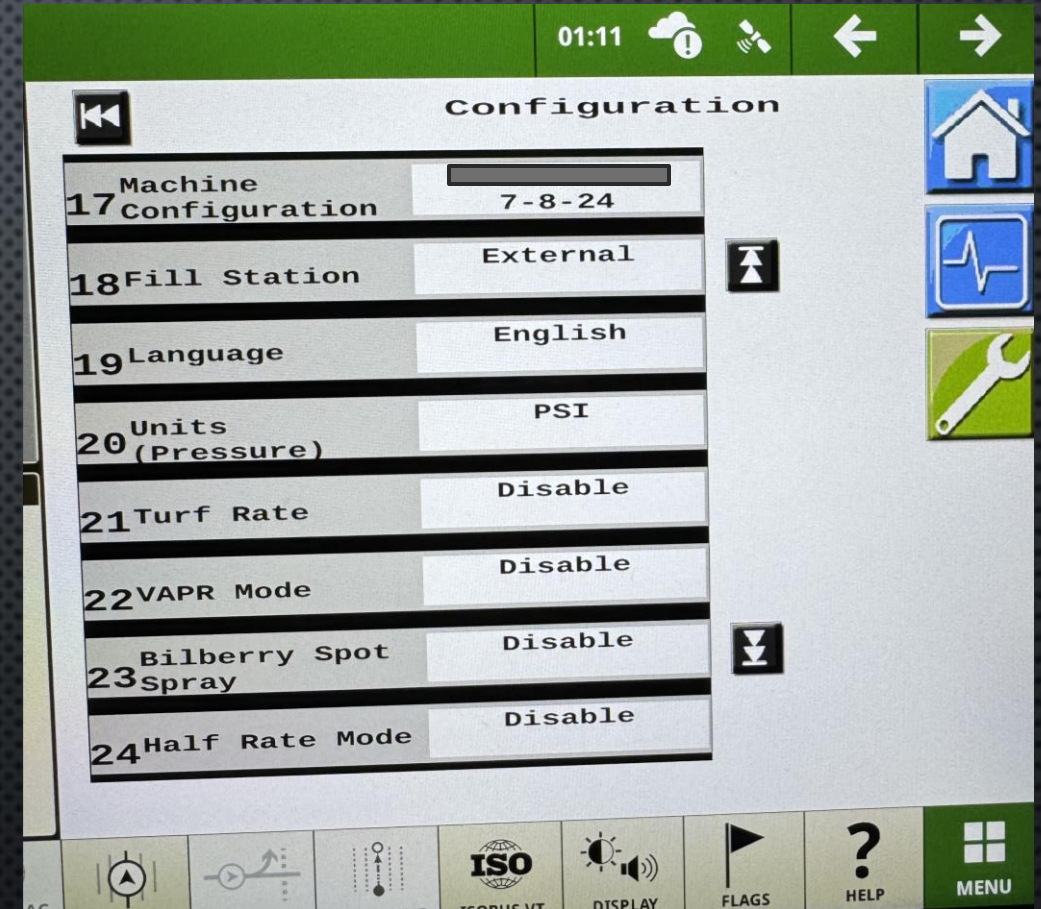 01:11
Configuration
17 Machine
Configuration
7-8-24
18 Fill Station
External
19 Language
English
20 Units
(Pressure)
PSI
21 Turf Rate
Disable
22 VAPR Mode
Disable
23 Bilberry Spot
Spray
Disable
24 Half Rate Mode
Disable
ISO
ISOBUS VT
DISPLAY
FLAGS
? HELP
MENU